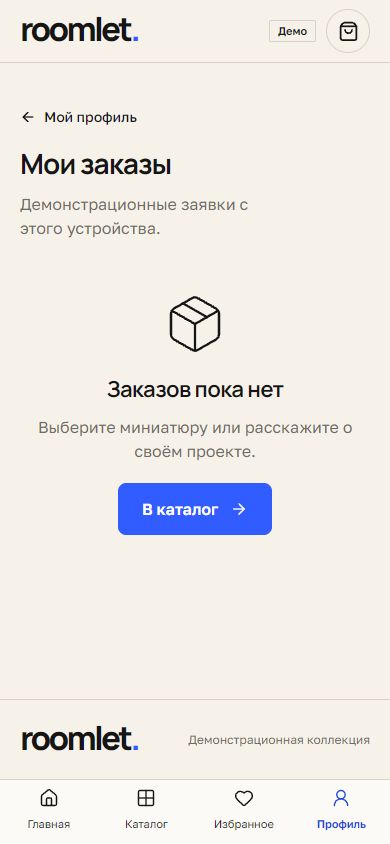 roomlet.
Демо
Мой профиль
Мои заказы
Демонстрационные заявки с
этого устройства.
Заказов пока нет
Выберите миниатюру или расскажите о
своём проекте.
В каталог
roomlet.
Демонстрационная коллекция
Главная
Каталог
Избранное
Профиль